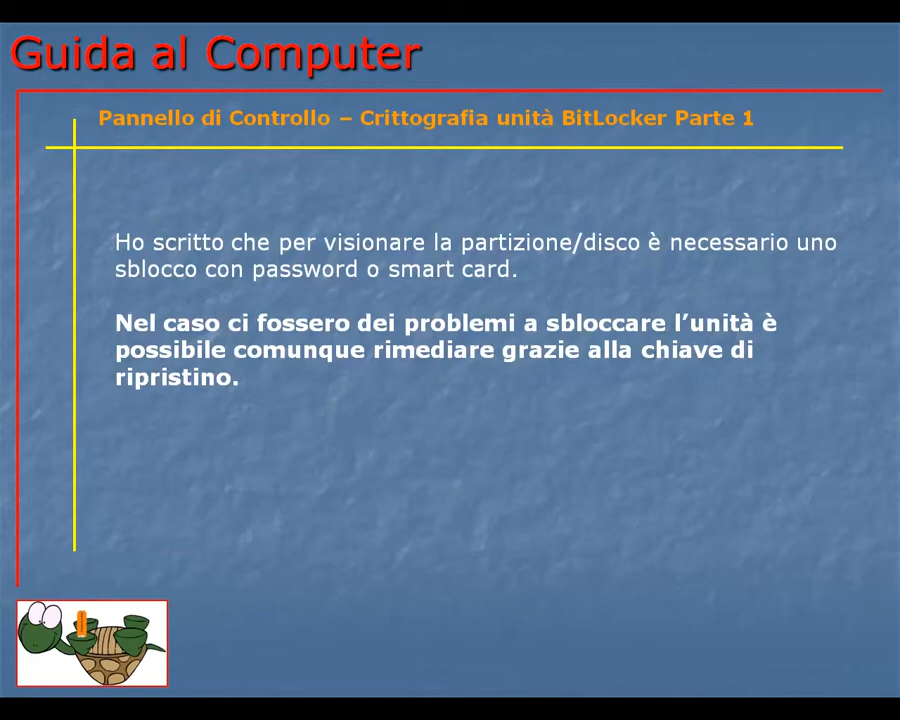 Guida al Computer
Pannello di Controllo – Crittografia unità BitLocker Parte 1
Ho scritto che per visionare la partizione/disco è necessario uno
sblocco con password o smart card.
Nel caso ci fossero dei problemi a sbloccare l’unità è
possibile comunque rimediare grazie alla chiave di
ripristino.